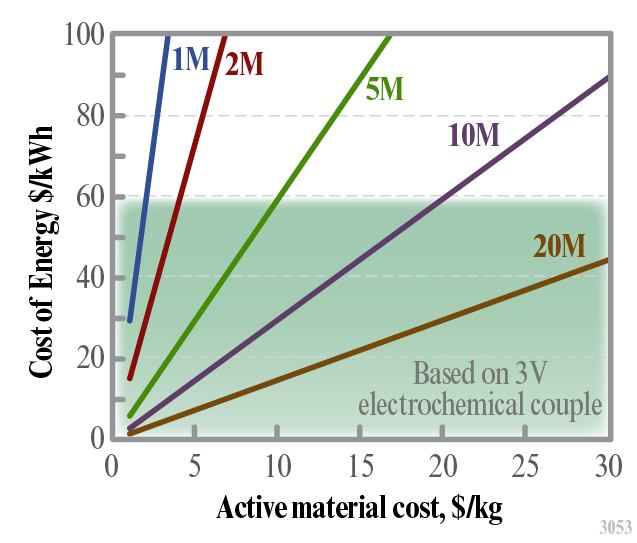 100
80
60
40
20
0
Cost of Energy $/kWh
1M
2M
5M
10M
20M
Based on 3V
electrochemical couple
0 5 10 15 20 25 30
Active material cost, $/kg
3053